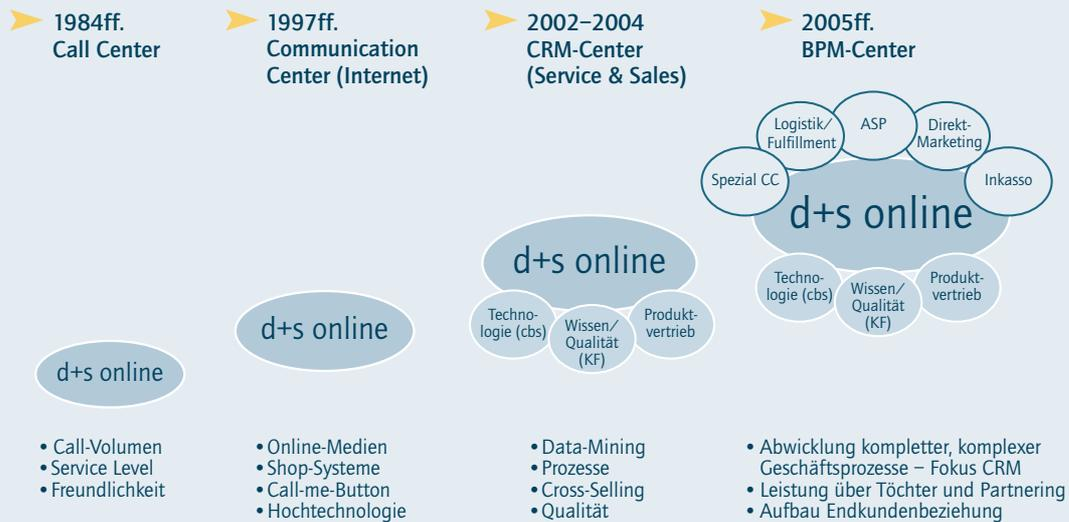 1984ff.
Call Center
1997ff.
Communication
Center (Internet)
2002–2004
CRM-Center
(Service & Sales)
2005ff.
BPM-Center
d+s online
d+s online
d+s online
Techno-
logie (cbs)
Wissen/
Qualität
(KF)
Produkt-
vertrieb
Spezial CC
Logistik/
Fulfillment
ASP
Direkt-
Marketing
Inkasso
d+s online
Techno-
logie (cbs)
Wissen/
Qualität
(KF)
Produkt-
vertrieb
• Call-Volumen
• Service Level
• Freundlichkeit
• Online-Medien
• Shop-Systeme
• Call-me-Button
• Hochtechnologie
• Data-Mining
• Prozesse
• Cross-Selling
• Qualität
• Abwicklung kompletter, komplexer
Geschäftsprozesse – Fokus CRM
• Leistung über Töchter und Partnering
• Aufbau Endkundenbeziehung